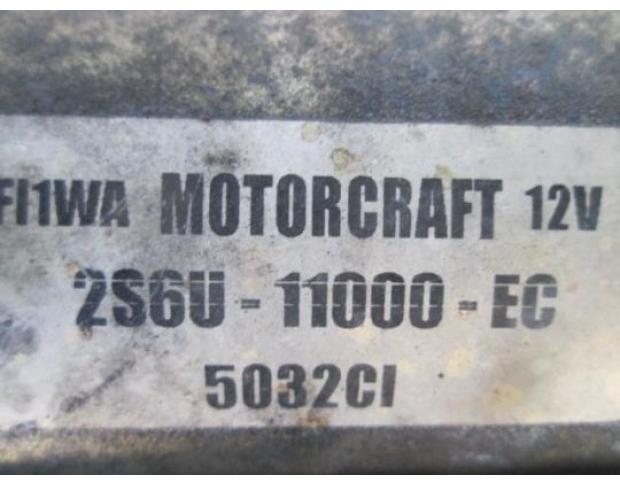 FI1WA MOTORCRAFT 12V
2S6U - 11000 - EC
5032CI